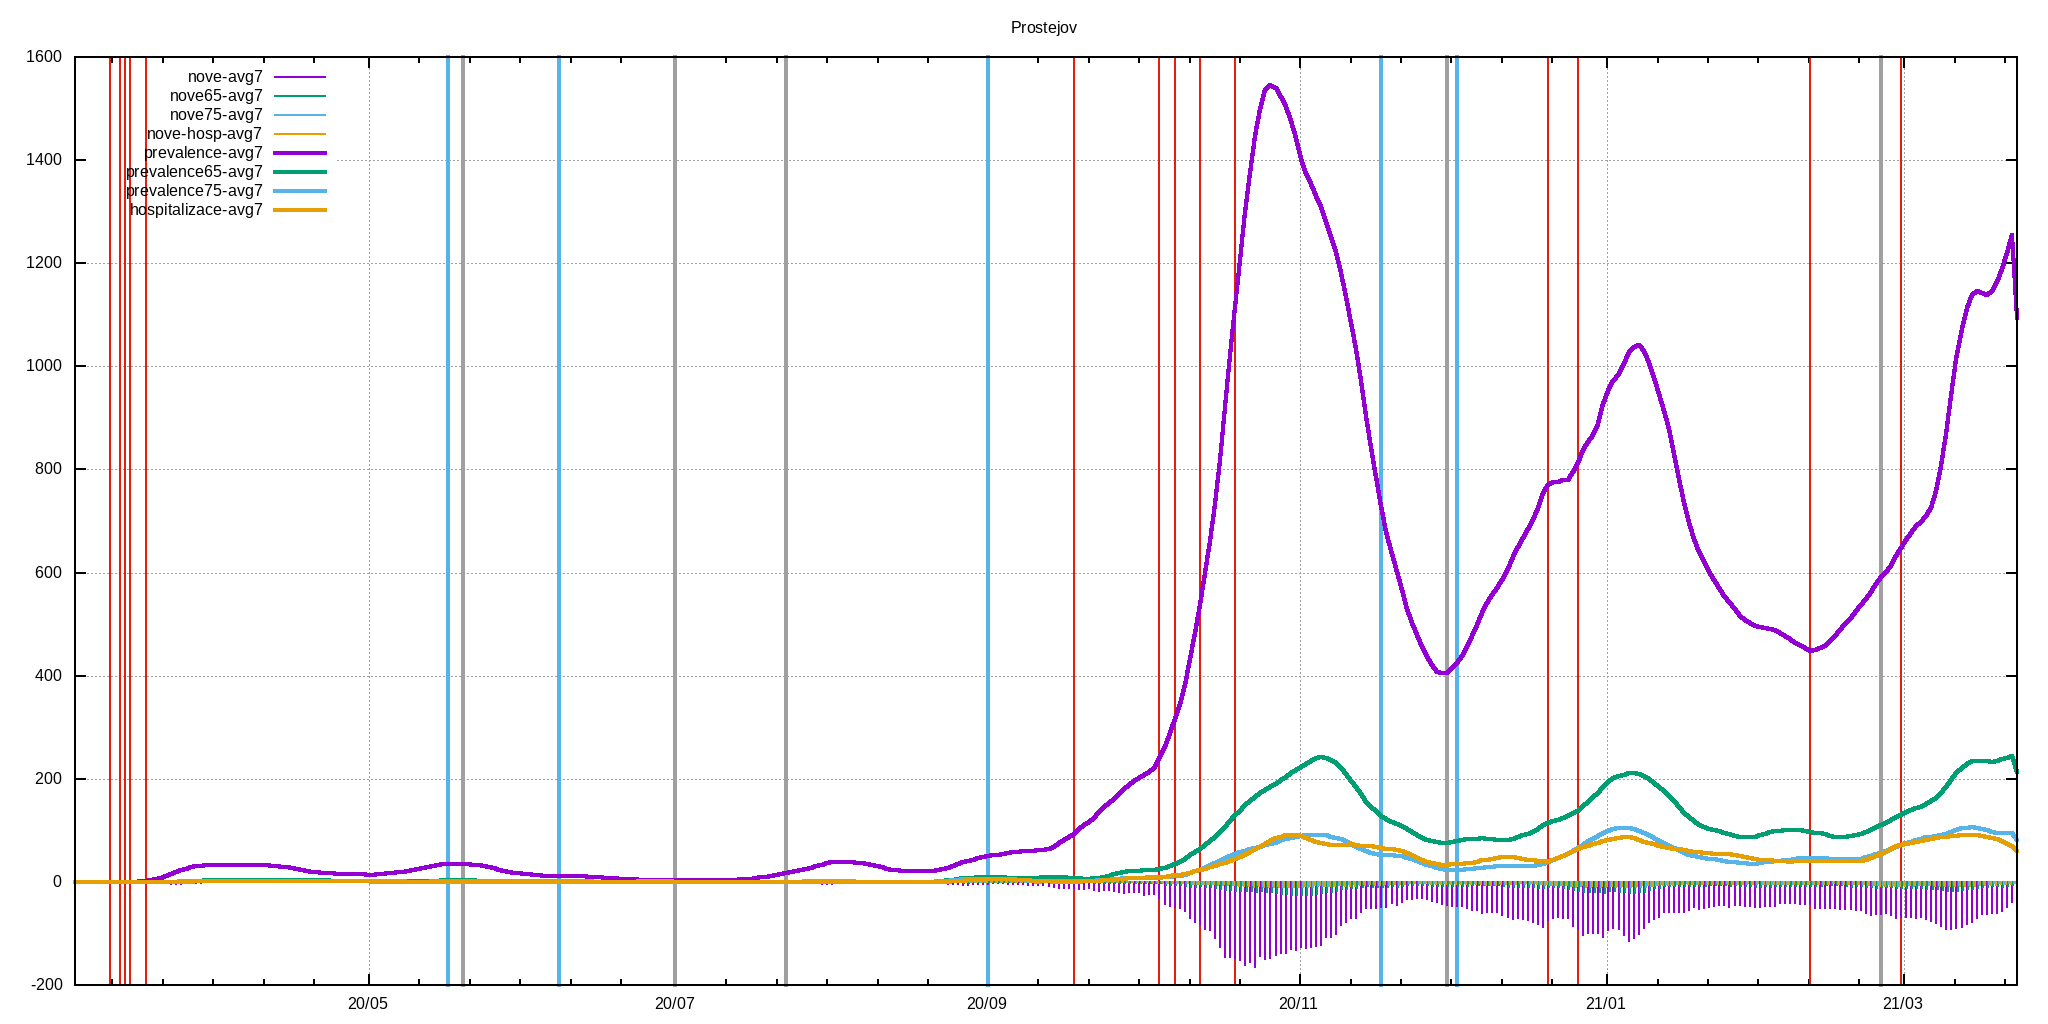 Prostejov
1600
1400
1200
1000
800
600
400
200
0
-200
nove-avg7
nove65-avg7
nove75-avg7
nove-hosp-avg7
prevalence-avg7
prevalence65-avg7
prevalence75-avg7
hospitalizace-avg7
20/05 20/07 20/09 20/11 21/01 21/03